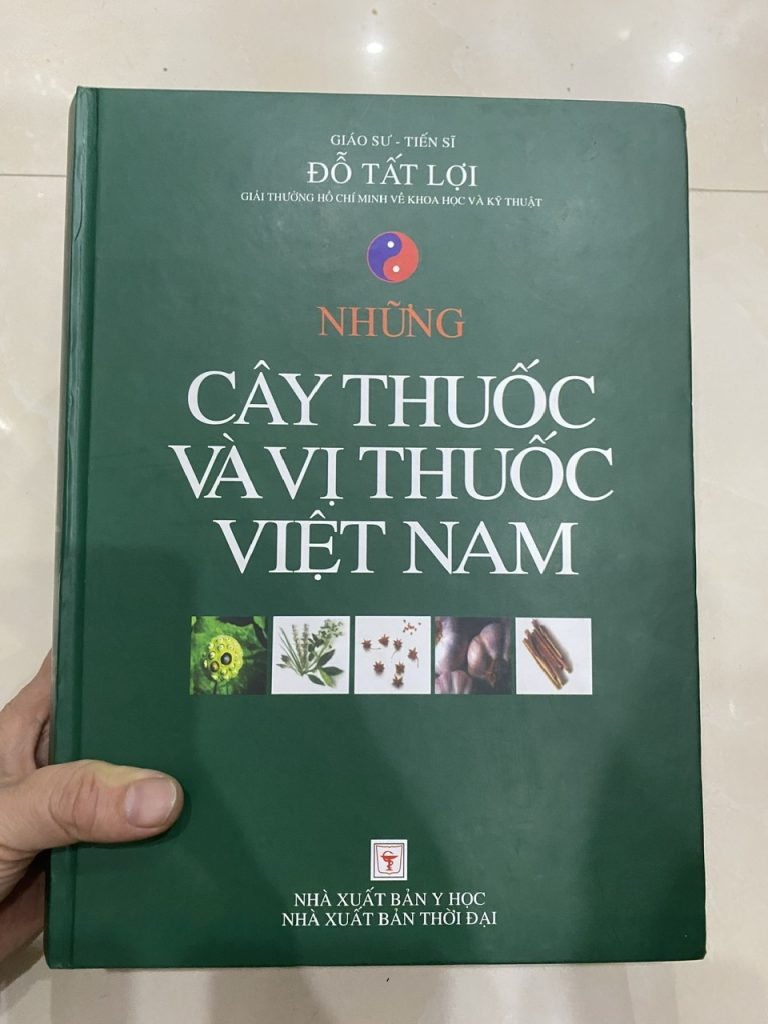 GIÁO SƯ - TIẾN SĨ
ĐỖ TẤT LỢI
GIẢI THƯỞNG HỒ CHÍ MINH VỀ KHOA HỌC VÀ KỸ THUẬT
NHỮNG
CÂY THUỐC
VÀ VỊ THUỐC
VIỆT NAM
NHÀ XUẤT BẢN Y HỌC
NHÀ XUẤT BẢN THỜI ĐẠI